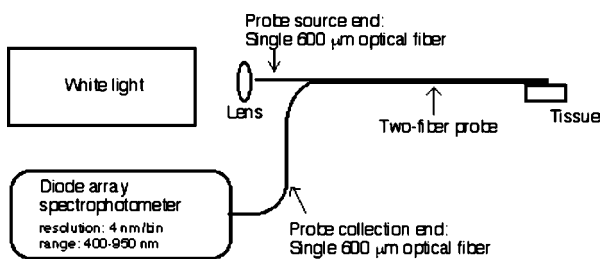 Probe source end:
Single 600 µm optical fiber
White light
Lens
Two-fiber probe
Tissue
Diode array
spectrophotometer
resolution: 4 nm/bin
range: 400-950 nm
Probe collection end:
Single 600 µm optical fiber